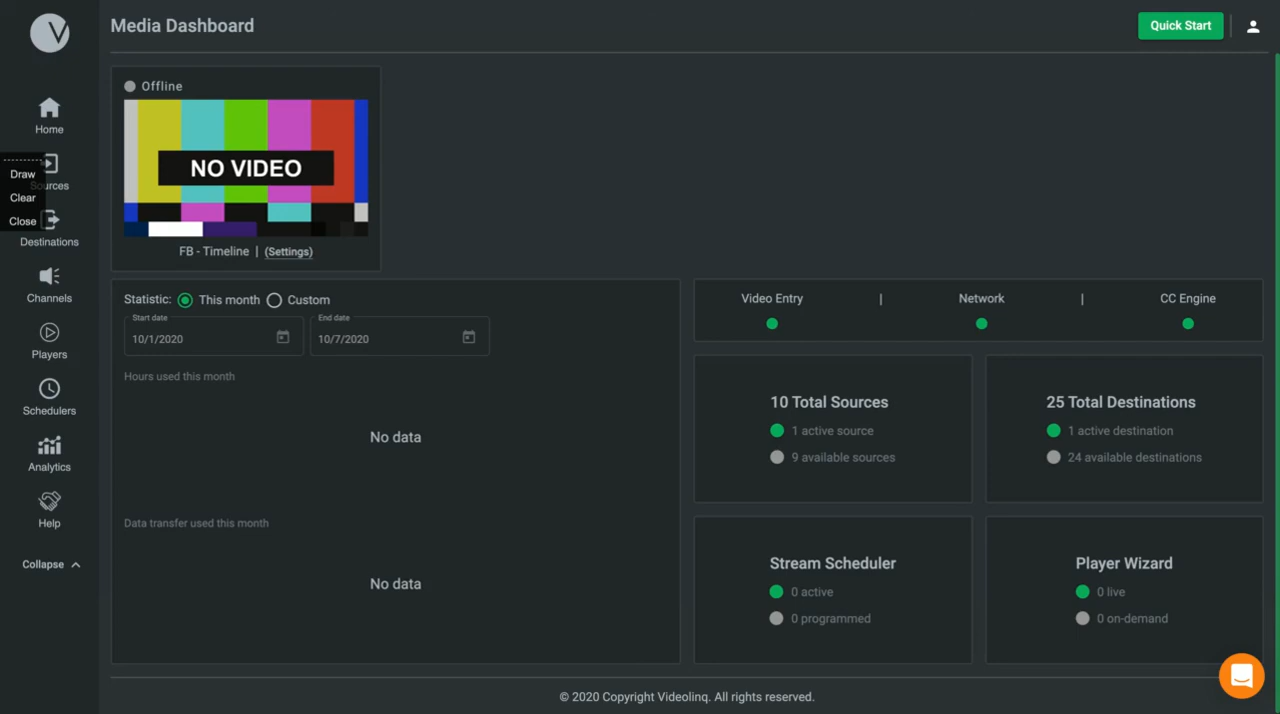 Media Dashboard
Quick Start
Home
Sources
Destinations
Channels
Players
Schedulers
Analytics
Help
Collapse
Draw
Clear
Close
Offline
NO VIDEO
FB - Timeline | (Settings)
Statistic: This month Custom
Start date
10/1/2020
End date
10/7/2020
Hours used this month
No data
Data transfer used this month
No data
Video Entry | Network | CC Engine
10 Total Sources
1 active source
9 available sources
25 Total Destinations
1 active destination
24 available destinations
Stream Scheduler
0 active
0 programmed
Player Wizard
0 live
0 on-demand
© 2020 Copyright Videolinq. All rights reserved.